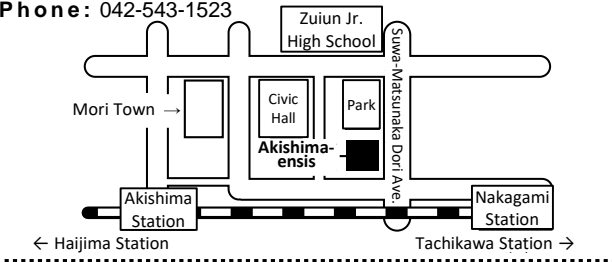 Phone: 042-543-1523
Zuiun Jr.
High School
Suwa-Matsunaka Dori Ave.
Mori Town →
Civic
Hall
Park
Akishima-
ensis
Akishima
Station
Nakagami
Station
← Haijima Station
Tachikawa Station →